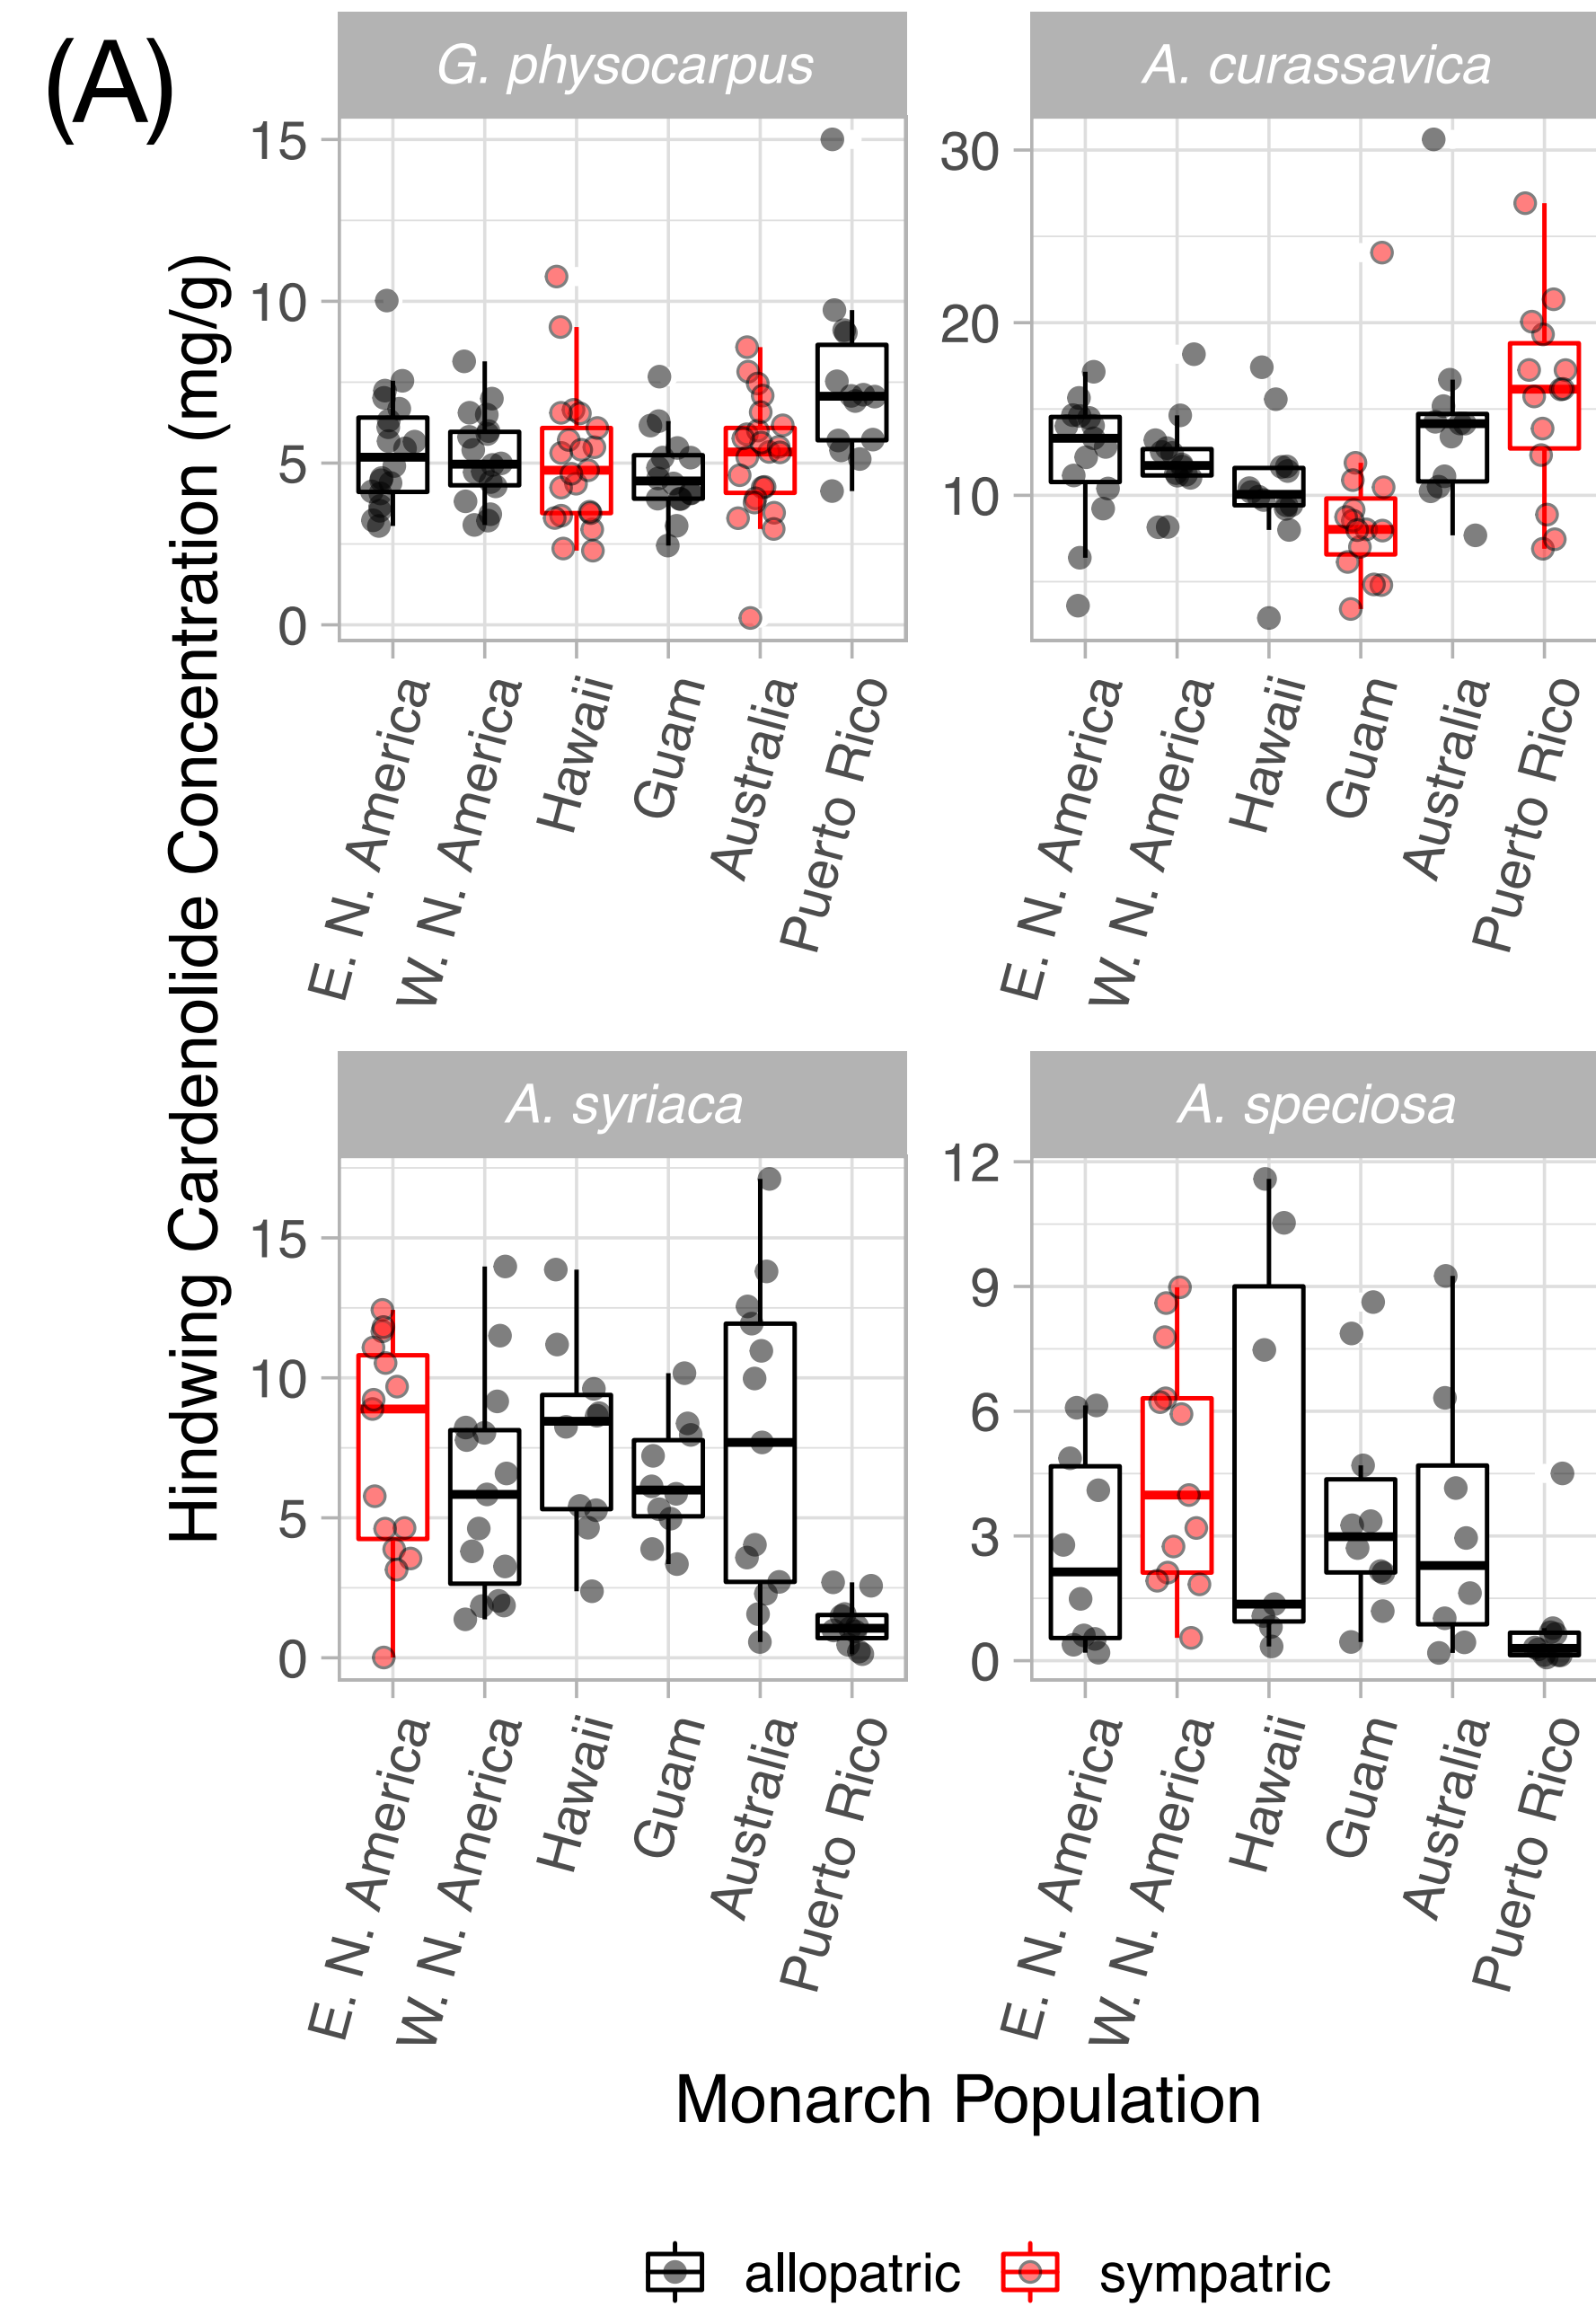 (A)
G. physocarpus
A. curassavica
Hindwing Cardenolide Concentration (mg/g)
15
10
5
0
30
20
10
E. N. America
W. N. America
Hawaii
Guam
Australia
Puerto Rico
E. N. America
W. N. America
Hawaii
Guam
Australia
Puerto Rico
A. syriaca
A. speciosa
15
10
5
0
12
9
6
3
0
E. N. America
W. N. America
Hawaii
Guam
Australia
Puerto Rico
E. N. America
W. N. America
Hawaii
Guam
Australia
Puerto Rico
Monarch Population
allopatric
sympatric